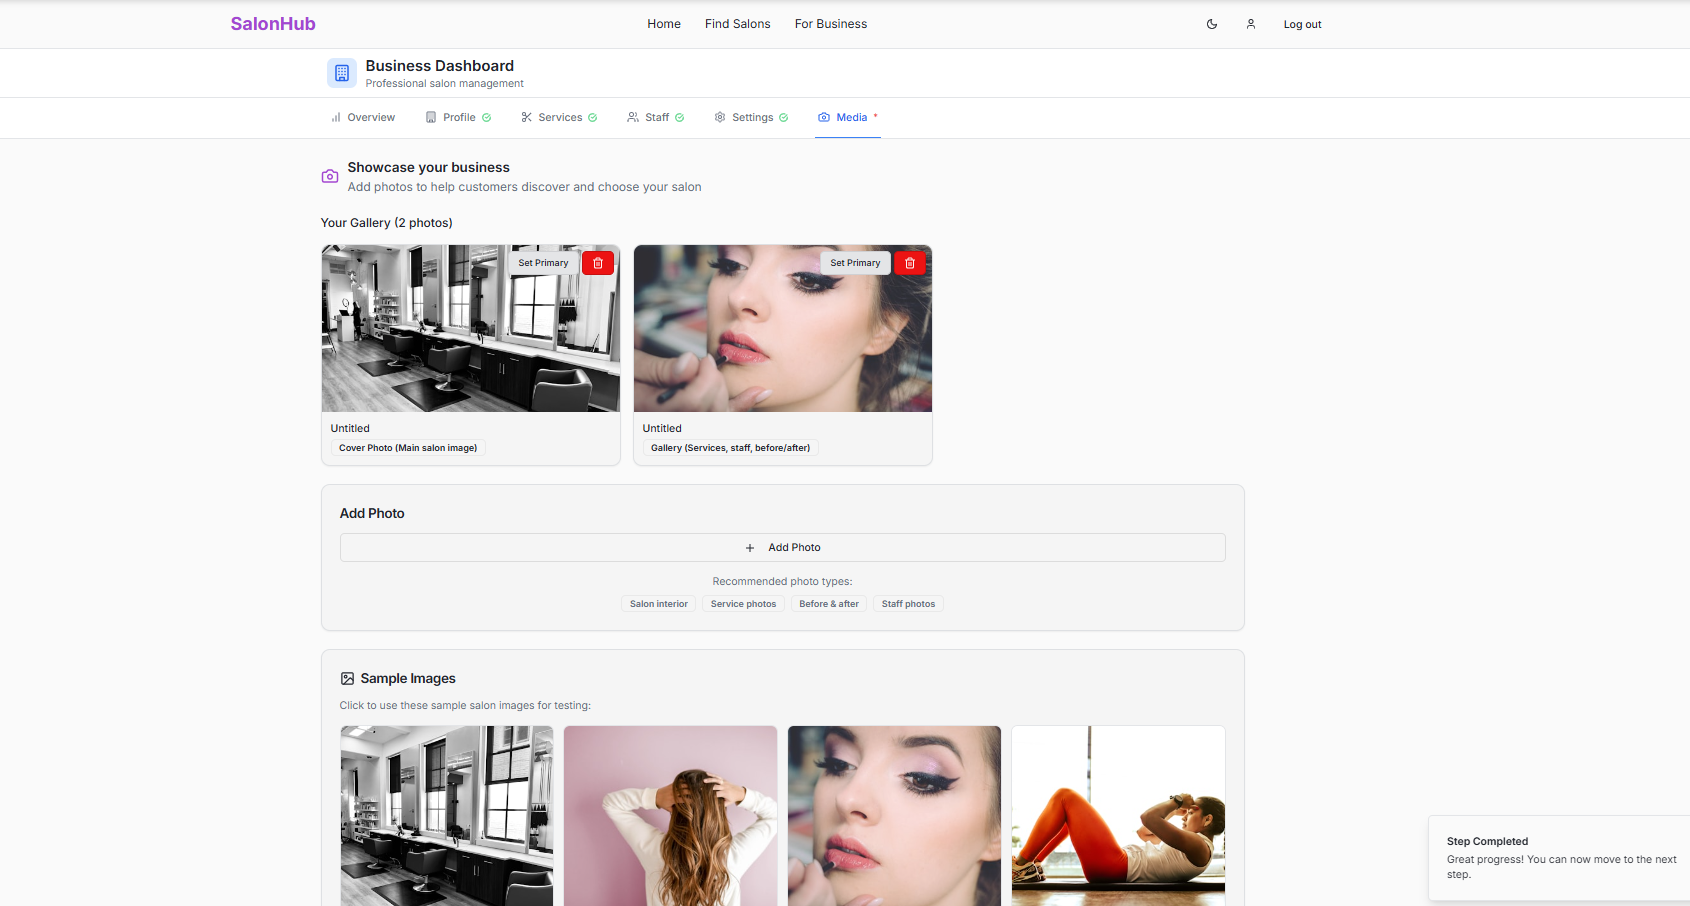 SalonHub
Home
Find Salons
For Business
Log out
Business Dashboard
Professional salon management
Overview
Profile
Services
Staff
Settings
Media *
Showcase your business
Add photos to help customers discover and choose your salon
Your Gallery (2 photos)
Set Primary
Set Primary
Untitled
Cover Photo (Main salon image)
Untitled
Gallery (Services, staff, before/after)
Add Photo
+ Add Photo
Recommended photo types:
Salon interior
Service photos
Before & after
Staff photos
Sample Images
Click to use these sample salon images for testing:
Step Completed
Great progress! You can now move to the next
step.